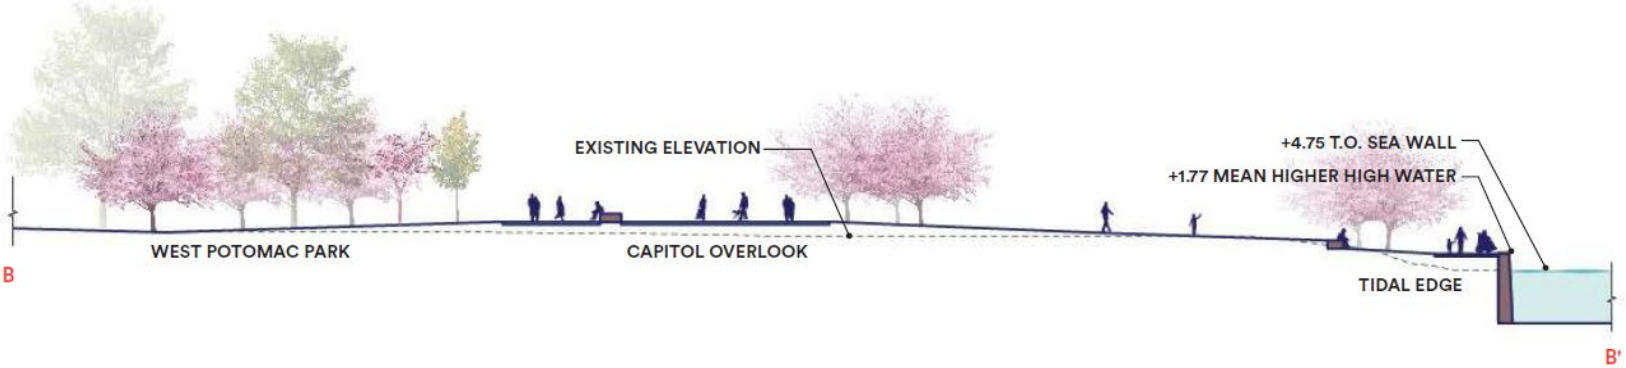 EXISTING ELEVATION
+4.75 T.O. SEA WALL
+1.77 MEAN HIGHER HIGH WATER
WEST POTOMAC PARK
CAPITOL OVERLOOK
TIDAL EDGE
B
B'